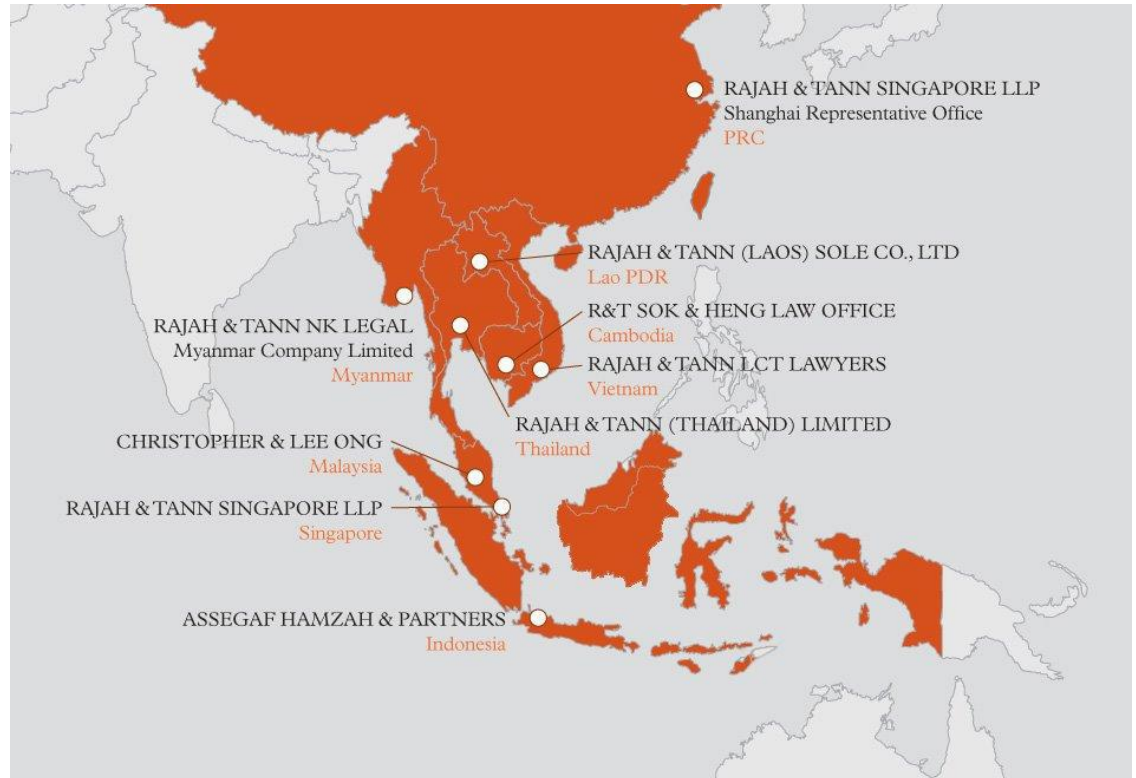 RAJAH & TANN SINGAPORE LLP
Shanghai Representative Office
PRC
RAJAH & TANN (LAOS) SOLE CO., LTD
Lao PDR
R&T SOK & HENG LAW OFFICE
Cambodia
RAJAH & TANN NK LEGAL
Myanmar Company Limited
Myanmar
RAJAH & TANN LCT LAWYERS
Vietnam
RAJAH & TANN (THAILAND) LIMITED
Thailand
CHRISTOPHER & LEE ONG
Malaysia
RAJAH & TANN SINGAPORE LLP
Singapore
ASSEGAF HAMZAH & PARTNERS
Indonesia